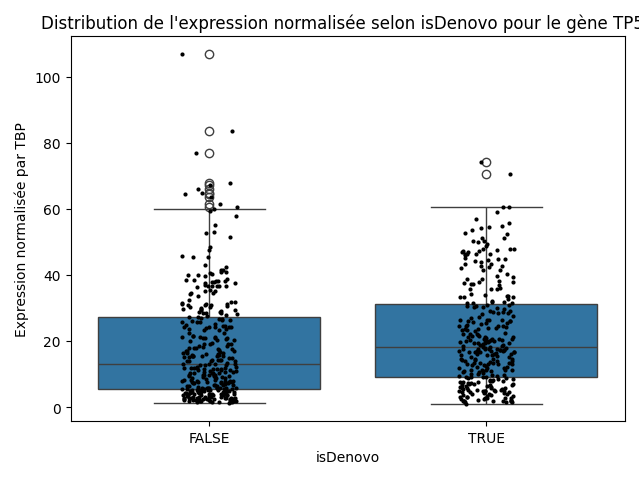 Distribution de l'expression normalisée selon isDenovo pour le gène TP5
100
80
60
40
20
0
Expression normalisée par TBP
FALSE
TRUE
isDenovo